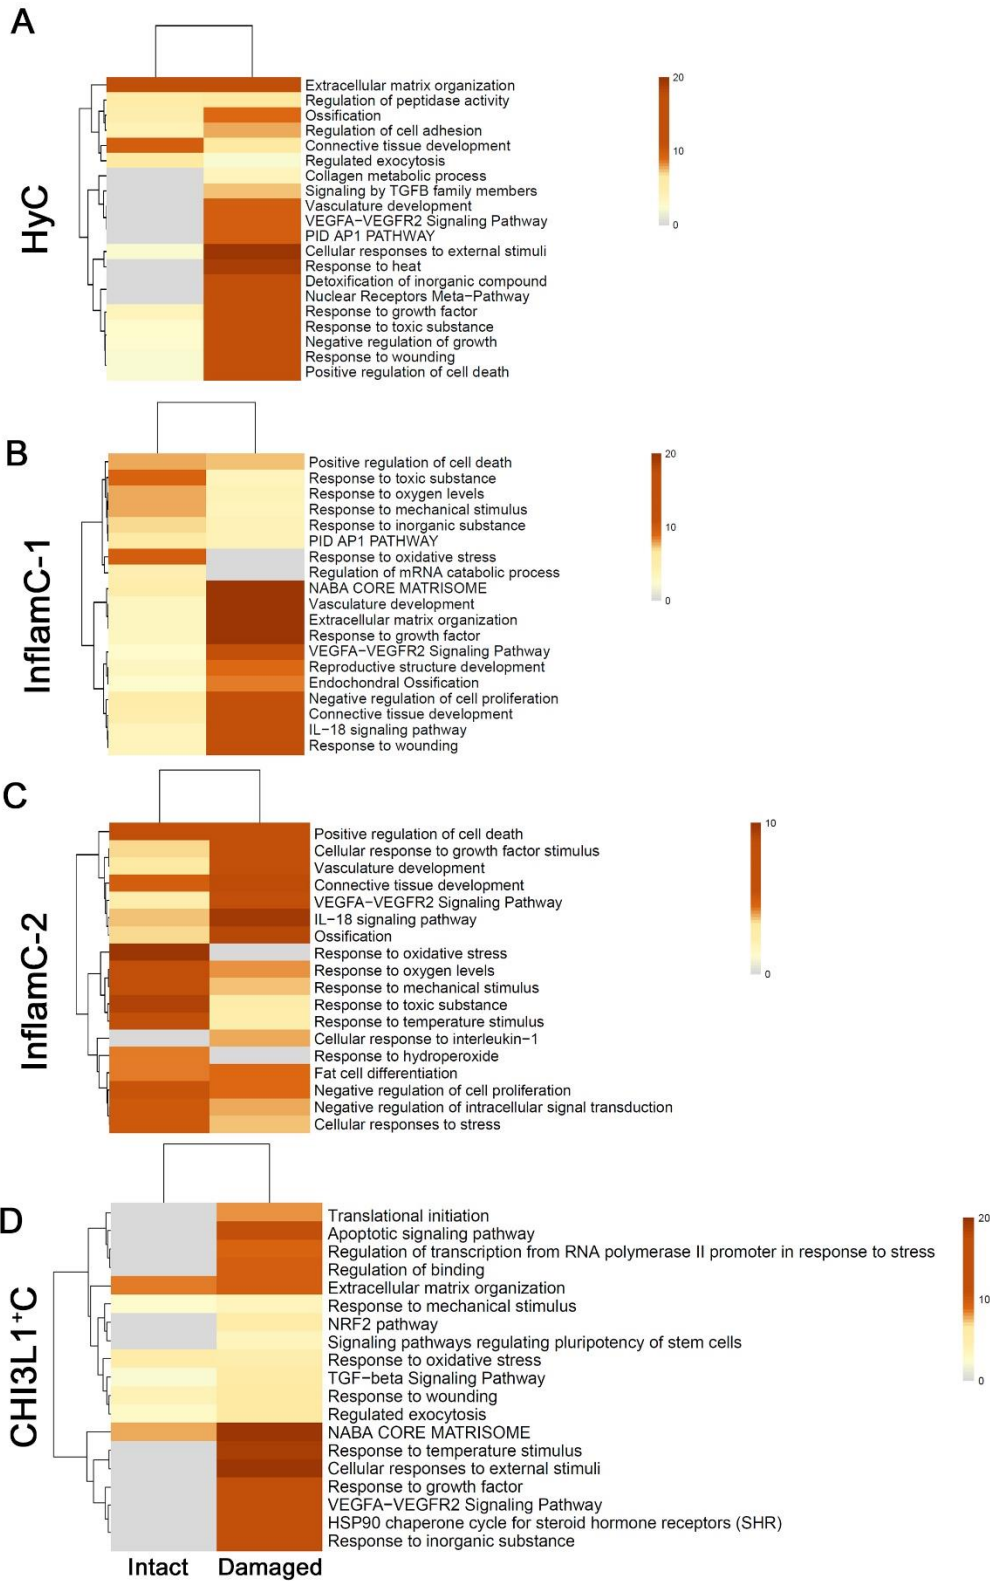 A
HyC
Extracellular matrix organization
Regulation of peptidase activity
Ossification
Regulation of cell adhesion
Connective tissue development
Regulated exocytosis
Collagen metabolic process
Signaling by TGFB family members
Vasculature development
VEGFA−VEGFR2 Signaling Pathway
PID AP1 PATHWAY
Cellular responses to external stimuli
Response to heat
Detoxification of inorganic compound
Nuclear Receptors Meta−Pathway
Response to growth factor
Response to toxic substance
Negative regulation of growth
Response to wounding
Positive regulation of cell death
20
10
0
B
InflamC-1
Positive regulation of cell death
Response to toxic substance
Response to oxygen levels
Response to mechanical stimulus
Response to inorganic substance
PID AP1 PATHWAY
Response to oxidative stress
Regulation of mRNA catabolic process
NABA CORE MATRISOME
Vasculature development
Extracellular matrix organization
Response to growth factor
VEGFA−VEGFR2 Signaling Pathway
Reproductive structure development
Endochondral Ossification
Negative regulation of cell proliferation
Connective tissue development
IL−18 signaling pathway
Response to wounding
20
10
0
C
InflamC-2
Positive regulation of cell death
Cellular response to growth factor stimulus
Vasculature development
Connective tissue development
VEGFA−VEGFR2 Signaling Pathway
IL−18 signaling pathway
Ossification
Response to oxidative stress
Response to oxygen levels
Response to mechanical stimulus
Response to toxic substance
Response to temperature stimulus
Cellular response to interleukin−1
Response to hydroperoxide
Fat cell differentiation
Negative regulation of cell proliferation
Negative regulation of intracellular signal transduction
Cellular responses to stress
10
0
D
CHI3L1⁺C
Translational initiation
Apoptotic signaling pathway
Regulation of transcription from RNA polymerase II promoter in response to stress
Regulation of binding
Extracellular matrix organization
Response to mechanical stimulus
NRF2 pathway
Signaling pathways regulating pluripotency of stem cells
Response to oxidative stress
TGF−beta Signaling Pathway
Response to wounding
Regulated exocytosis
NABA CORE MATRISOME
Response to temperature stimulus
Cellular responses to external stimuli
Response to growth factor
VEGFA−VEGFR2 Signaling Pathway
HSP90 chaperone cycle for steroid hormone receptors (SHR)
Response to inorganic substance
20
10
0
Intact Damaged